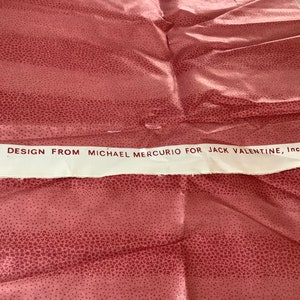 DESIGN FROM MICHAEL MERCURIO FOR JACK VALENTINE, Inc